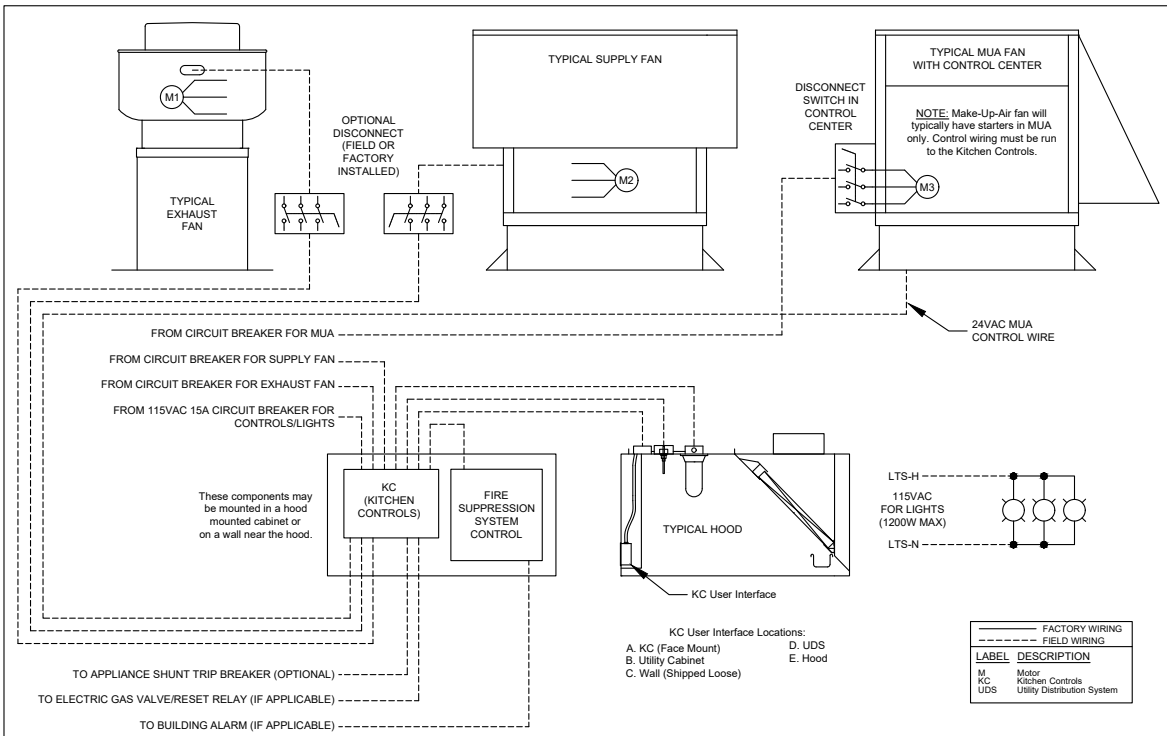 M1
TYPICAL
EXHAUST
FAN
OPTIONAL
DISCONNECT
(FIELD OR
FACTORY
INSTALLED)
TYPICAL SUPPLY FAN
M2
DISCONNECT
SWITCH IN
CONTROL
CENTER
TYPICAL MUA FAN
WITH CONTROL CENTER
NOTE: Make-Up-Air fan will
typically have starters in MUA
only. Control wiring must be run
to the Kitchen Controls.
M3
24VAC MUA
CONTROL WIRE
FROM CIRCUIT BREAKER FOR MUA
FROM CIRCUIT BREAKER FOR SUPPLY FAN
FROM CIRCUIT BREAKER FOR EXHAUST FAN
FROM 115VAC 15A CIRCUIT BREAKER FOR
CONTROLS/LIGHTS
These components may
be mounted in a hood
mounted cabinet or
on a wall near the hood.
KC
(KITCHEN
CONTROLS)
FIRE
SUPPRESSION
SYSTEM
CONTROL
TYPICAL HOOD
KC User Interface
LTS-H
115VAC
FOR LIGHTS
(1200W MAX)
LTS-N
KC User Interface Locations:
A. KC (Face Mount)
B. Utility Cabinet
C. Wall (Shipped Loose)
D. UDS
E. Hood
TO APPLIANCE SHUNT TRIP BREAKER (OPTIONAL)
TO ELECTRIC GAS VALVE/RESET RELAY (IF APPLICABLE)
TO BUILDING ALARM (IF APPLICABLE)
FACTORY WIRING
FIELD WIRING
LABEL DESCRIPTION
M Motor
KC Kitchen Controls
UDS Utility Distribution System